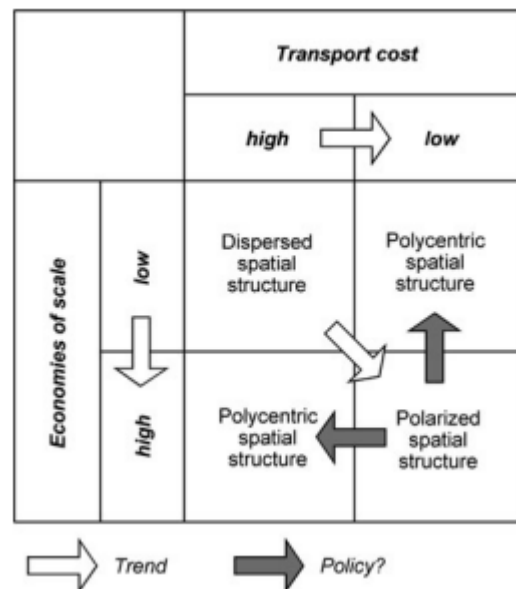 Transport cost
high
low
Economies of scale
low
high
Dispersed
spatial
structure
Polycentric
spatial
structure
Polycentric
spatial
structure
Polarized
spatial
structure
Trend
Policy?